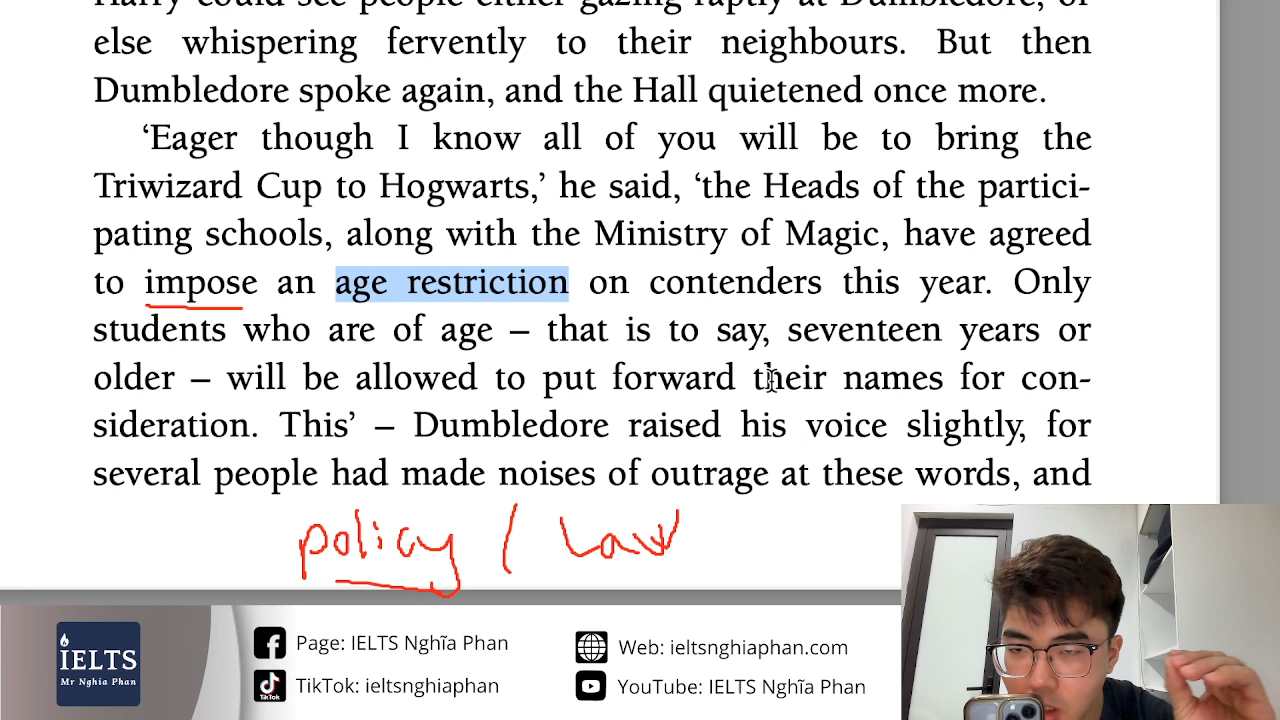 Harry could see people either gazing raptly at Dumbledore, or
else whispering fervently to their neighbours. But then
Dumbledore spoke again, and the Hall quietened once more.
‘Eager though I know all of you will be to bring the
Triwizard Cup to Hogwarts,’ he said, ‘the Heads of the partici-
pating schools, along with the Ministry of Magic, have agreed
to impose an age restriction on contenders this year. Only
students who are of age – that is to say, seventeen years or
older – will be allowed to put forward their names for con-
sideration. This’ – Dumbledore raised his voice slightly, for
several people had made noises of outrage at these words, and
policy / Law
IELTS
Mr Nghia Phan
Page: IELTS Nghĩa Phan
TikTok
TikTok: ieltsnghiaphan
Web: ieltsnghiaphan.com
YouTube: IELTS Nghĩa Phan